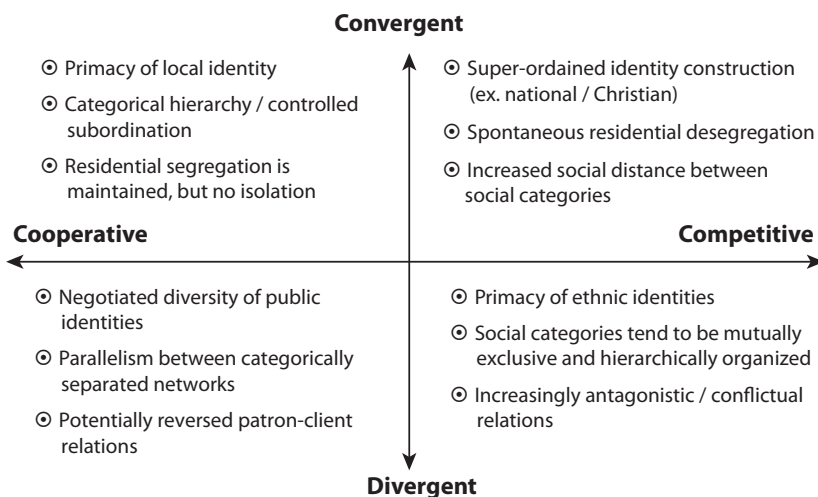 Convergent
⊙ Primacy of local identity
⊙ Categorical hierarchy / controlled
subordination
⊙ Residential segregation is
maintained, but no isolation
⊙ Super-ordained identity construction
(ex. national / Christian)
⊙ Spontaneous residential desegregation
⊙ Increased social distance between
social categories
Cooperative
Competitive
⊙ Negotiated diversity of public
identities
⊙ Parallelism between categorically
separated networks
⊙ Potentially reversed patron-client
relations
⊙ Primacy of ethnic identities
⊙ Social categories tend to be mutually
exclusive and hierarchically organized
⊙ Increasingly antagonistic / conflictual
relations
Divergent